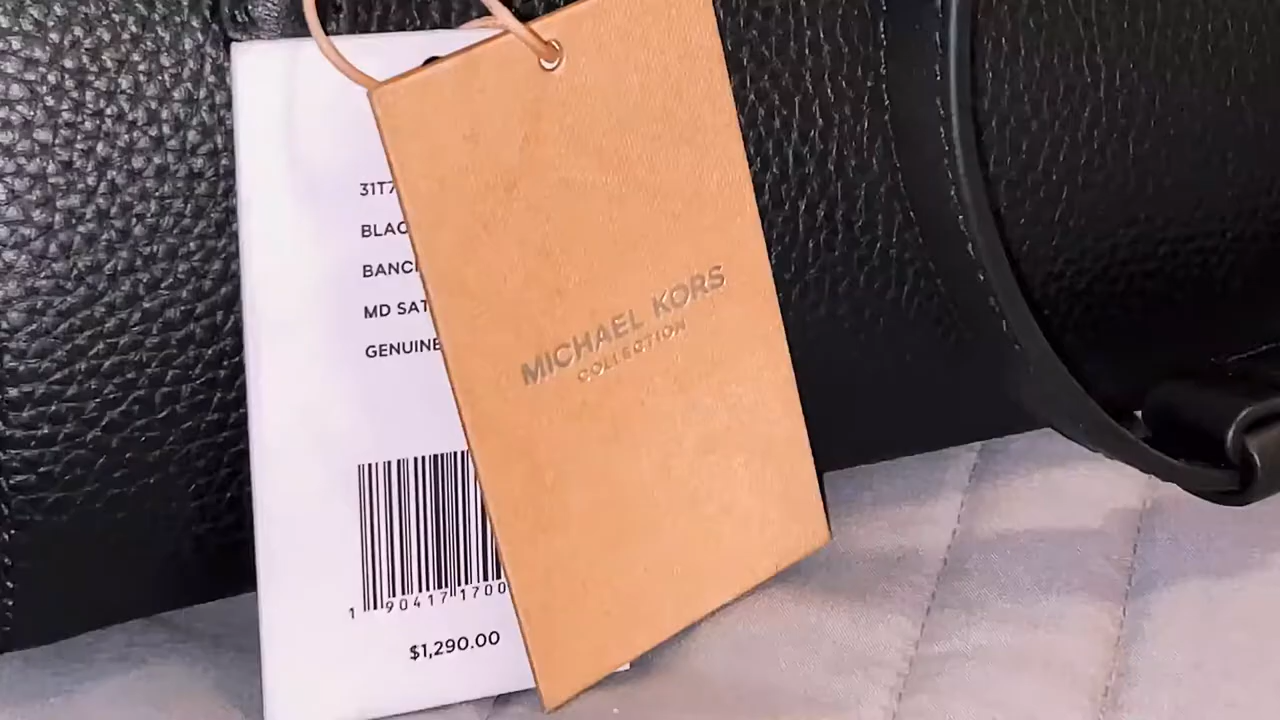 31T7
BLAC
BANC
MD SAT
GENUINE
1 90417 1700
$1,290.00
MICHAEL KORS
COLLECTION